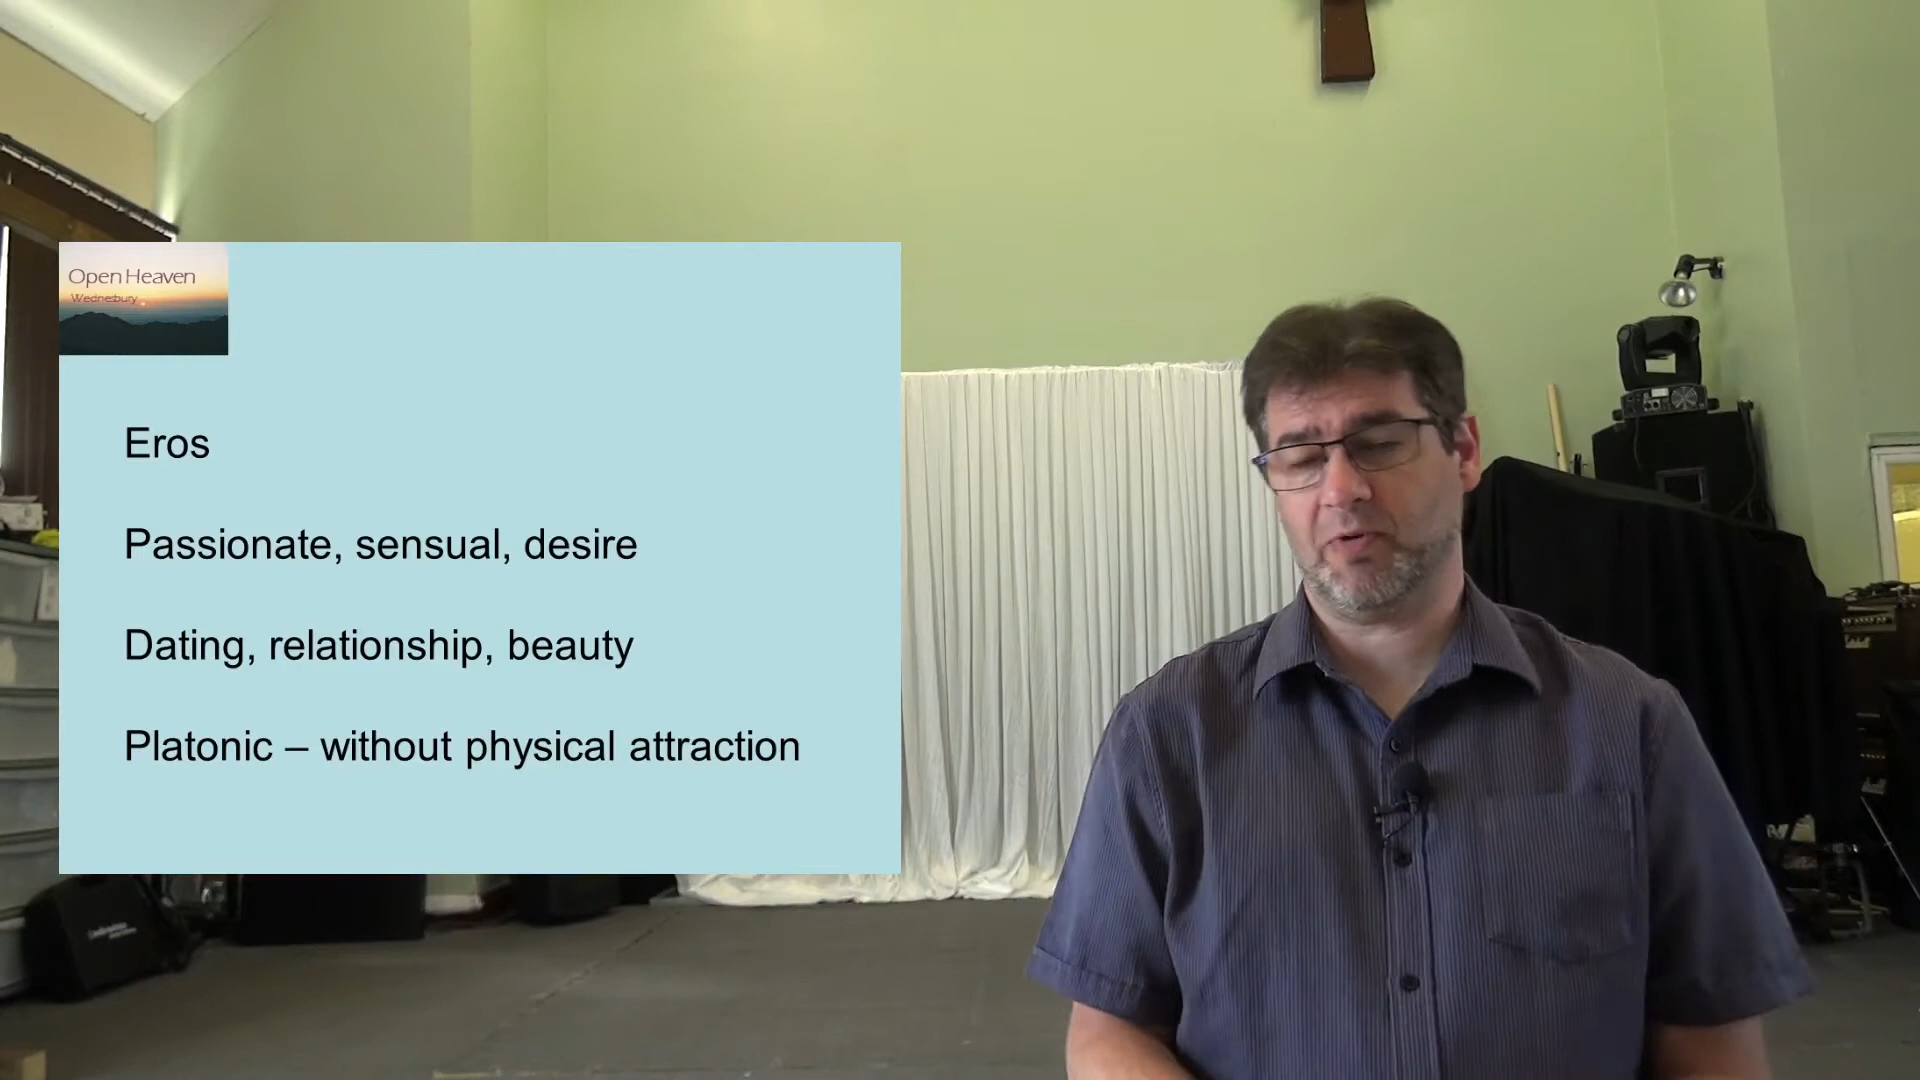 Open Heaven
Wednesbury
Eros
Passionate, sensual, desire
Dating, relationship, beauty
Platonic – without physical attraction